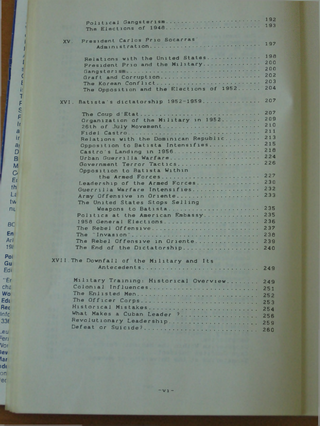 Political Gangsterism 192
The Elections of 1948
XV. President Carlos Prio Socarras'
Administration 197
Relations with the United States 198
President Prio and the Military 200
Gangsterism 200
Graft and Corruption 202
The Korean Conflict 203
The Opposition and the Elections of 1952 204
XVI. Batista's dictatorship 1952-1958 207
The Coup d'Etat 207
Organization of the Military in 1952. 209
26th of July Movement 210
Fidel Castro 211
Relations with the Dominican Republic 213
Opposition to Batista Intensifies 215
Castro's Landing in 1956 218
Urban Guerrilla Warfare 224
Government Terror Tactics 226
Opposition to Batista Within
the Armed Forces 227
Leadership of the Armed Forces
Guerrilla Warfare Intensifies 232
Army Offensive in Oriente
The United States Stops Selling
Weapons to Batista 235
Politics at the American Embassy 235
1958 General Elections 236
The Rebel Offensive 237
The "Invasion"
The Rebel Offensive in Oriente
The End of the Dictatorship 240
XVII. The Downfall of the Military and Its
Antecedents 249
Military Training: Historical Overview 249
Colonial Influences 251
The Enlisted Men 252
The Officer Corps
Historical Mistakes 254
What Makes a Cuban Leader ? 258
Revolutionary Leadership 259
Defeat or Suicide? 260